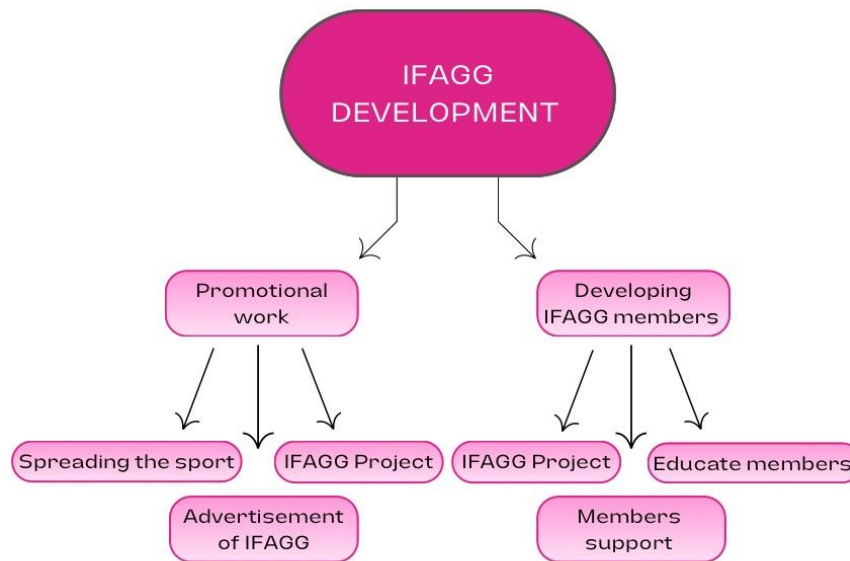 IFAGG
DEVELOPMENT
Promotional
work
Developing
IFAGG members
Spreading the sport
IFAGG Project
IFAGG Project
Educate members
Advertisement
of IFAGG
Members
support